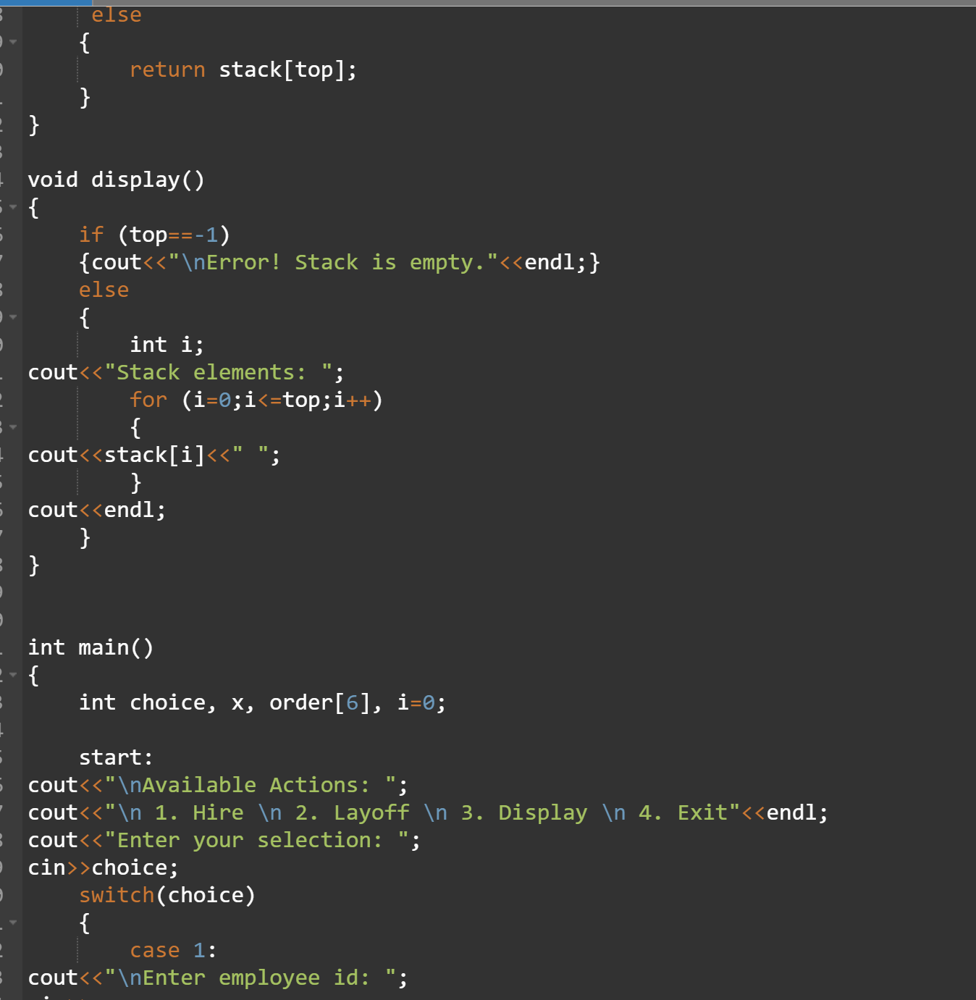 else
{
return stack[top];
}
}
void display()
{
if (top==-1)
{cout<<"\nError! Stack is empty."<<endl;}
else
{
int i;
cout<<"Stack elements: ";
for (i=0;i<=top;i++)
{
cout<<stack[i]<<" ";
}
cout<<endl;
}
}
int main()
{
int choice, x, order[6], i=0;
start:
cout<<"\nAvailable Actions: ";
cout<<"\n 1. Hire \n 2. Layoff \n 3. Display \n 4. Exit"<<endl;
cout<<"Enter your selection: ";
cin>>choice;
switch(choice)
{
case 1:
cout<<"\nEnter employee id: ";